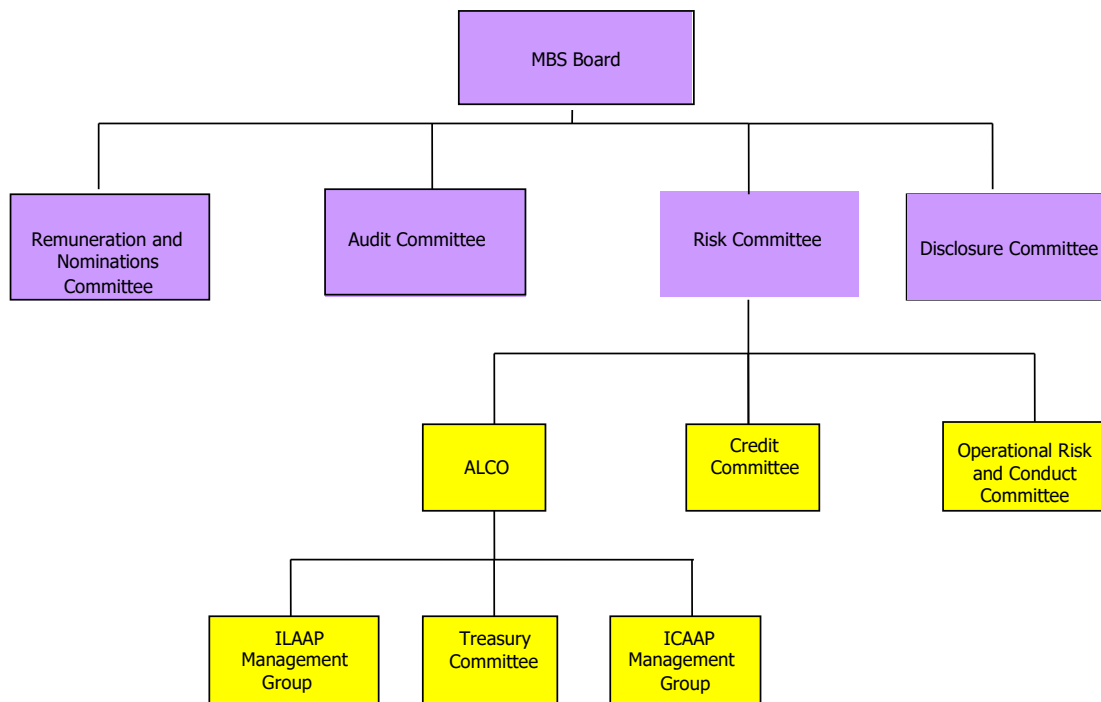 MBS Board
Remuneration and
Nominations
Committee
Audit Committee
Risk Committee
Disclosure Committee
ALCO
Credit
Committee
Operational Risk
and Conduct
Committee
ILAAP
Management
Group
Treasury
Committee
ICAAP
Management
Group